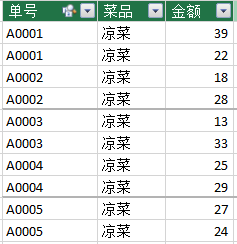 单号 菜品 金额
A0001 凉菜 39
A0001 凉菜 22
A0002 凉菜 18
A0002 凉菜 28
A0003 凉菜 13
A0003 凉菜 33
A0004 凉菜 25
A0004 凉菜 29
A0005 凉菜 27
A0005 凉菜 24